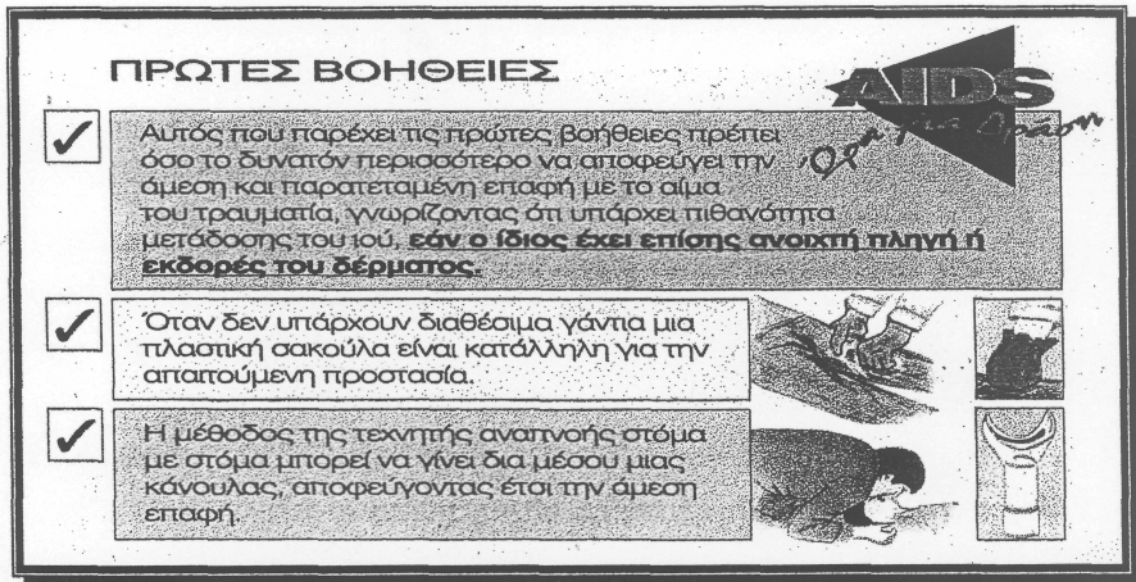 ΠΡΩΤΕΣ ΒΟΗΘΕΙΕΣ
AIDS
Ώρα για Δράση
Αυτός που παρέχει τις πρώτες βοήθειες πρέπει
όσο το δυνατόν περισσότερο να αποφεύγει την
άμεση και παρατεταμένη επαφή με το αίμα
του τραυματία, γνωρίζοντας ότι υπάρχει πιθανότητα
μετάδοσης του ιού, εάν ο ίδιος έχει επίσης ανοιχτή πληγή ή
εκδορές του δέρματος.
Όταν δεν υπάρχουν διαθέσιμα γάντια μια
πλαστική σακούλα είναι κατάλληλη για την
απαιτούμενη προστασία.
Η μέθοδος της τεχνητής αναπνοής στόμα
με στόμα μπορεί να γίνει δια μέσου μιας
κάνουλας, αποφεύγοντας έτσι την άμεση
επαφή.